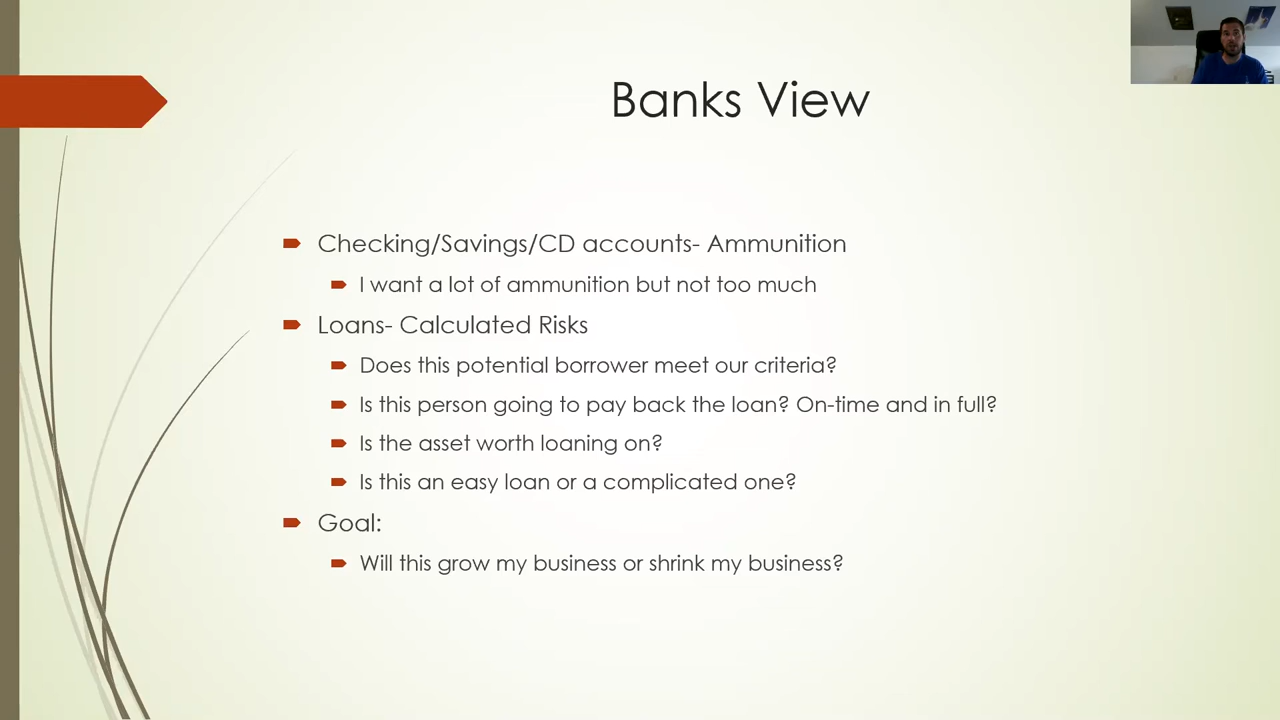 Banks View
Checking/Savings/CD accounts- Ammunition
I want a lot of ammunition but not too much
Loans- Calculated Risks
Does this potential borrower meet our criteria?
Is this person going to pay back the loan? On-time and in full?
Is the asset worth loaning on?
Is this an easy loan or a complicated one?
Goal:
Will this grow my business or shrink my business?